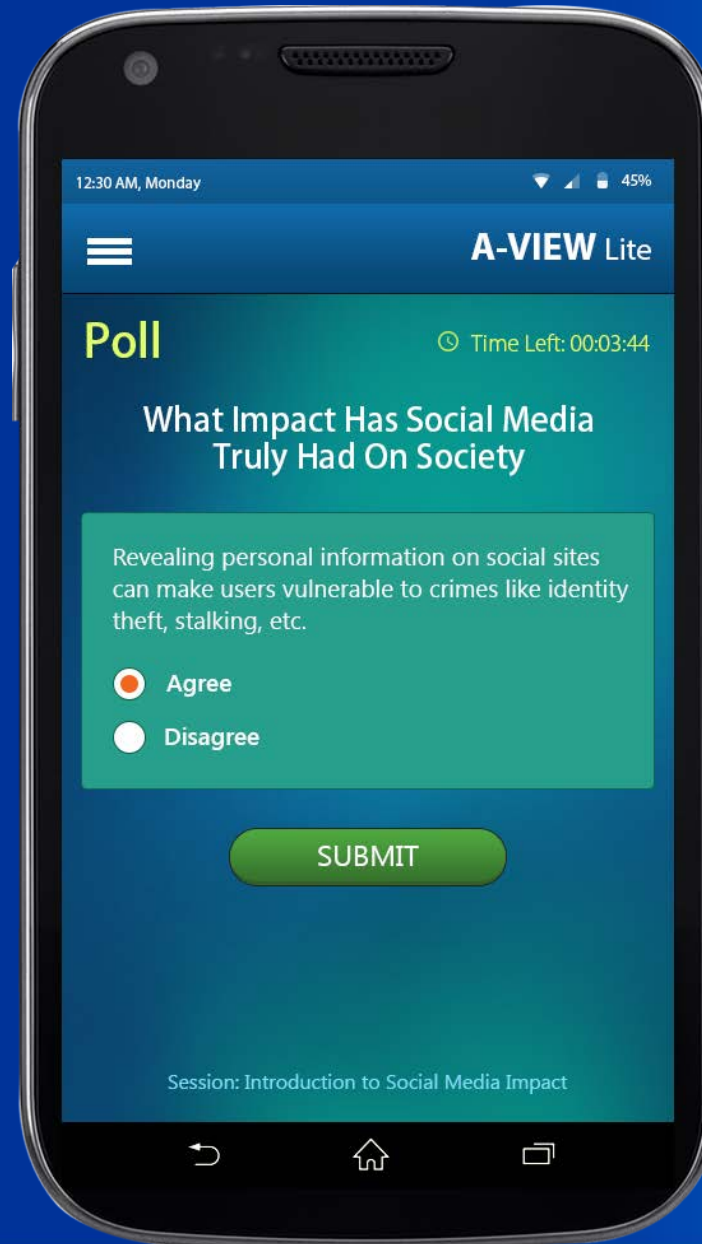 12:30 AM, Monday 45%
A-VIEW Lite
Poll Time Left: 00:03:44
What Impact Has Social Media
Truly Had On Society
Revealing personal information on social sites
can make users vulnerable to crimes like identity
theft, stalking, etc.
Agree
Disagree
SUBMIT
Session: Introduction to Social Media Impact